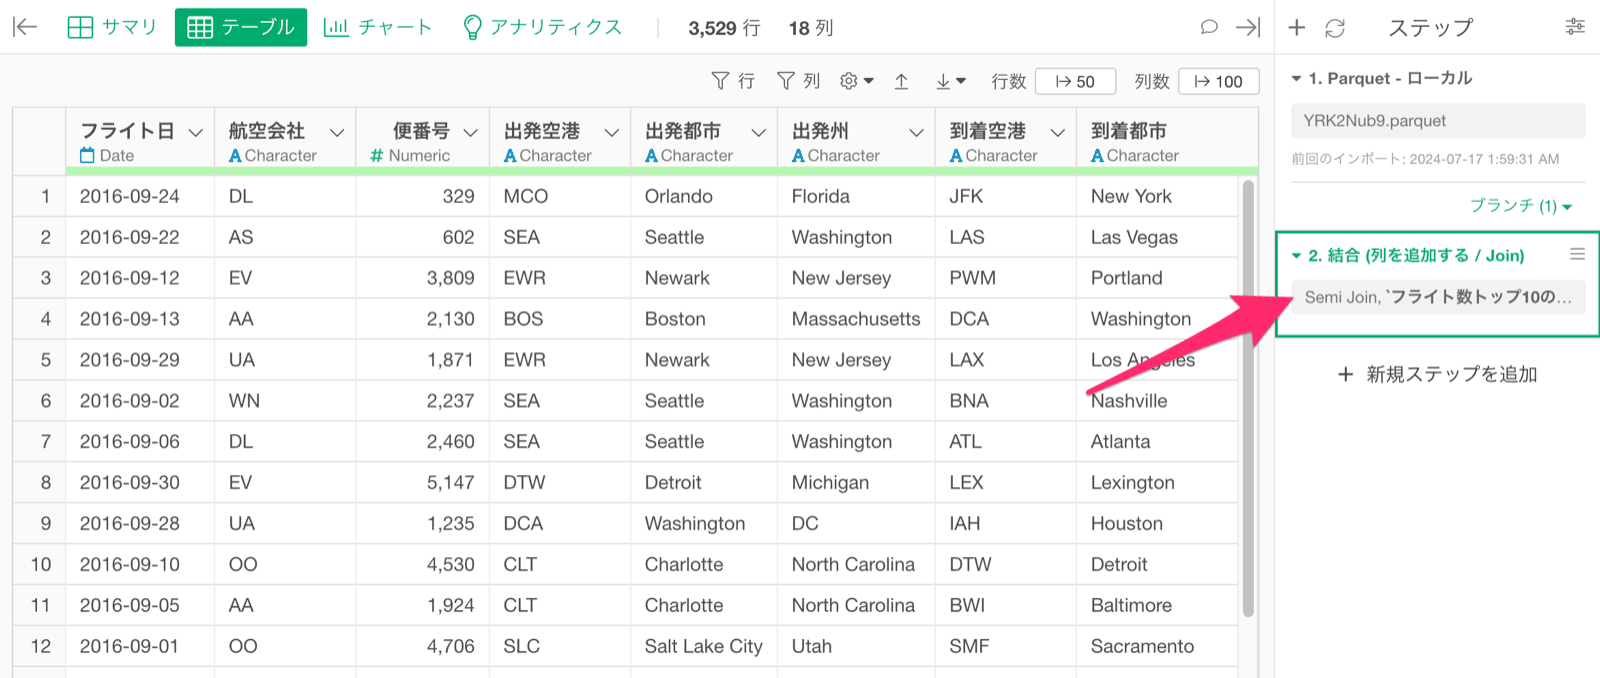 サマリ テーブル チャート アナリティクス 3,529 行 18 列 ステップ
行 列 行数 50 列数 100
フライト日 航空会社 便番号 出発空港 出発都市 出発州 到着空港 到着都市
Date Character # Numeric Character Character Character Character Character
1 2016-09-24 DL 329 MCO Orlando Florida JFK New York
2 2016-09-22 AS 602 SEA Seattle Washington LAS Las Vegas
3 2016-09-12 EV 3,809 EWR Newark New Jersey PWM Portland
4 2016-09-13 AA 2,130 BOS Boston Massachusetts DCA Washington
5 2016-09-29 UA 1,871 EWR Newark New Jersey LAX Los Angeles
6 2016-09-02 WN 2,237 SEA Seattle Washington BNA Nashville
7 2016-09-06 DL 2,460 SEA Seattle Washington ATL Atlanta
8 2016-09-30 EV 5,147 DTW Detroit Michigan LEX Lexington
9 2016-09-28 UA 1,235 DCA Washington DC IAH Houston
10 2016-09-10 OO 4,530 CLT Charlotte North Carolina DTW Detroit
11 2016-09-05 AA 1,924 CLT Charlotte North Carolina BWI Baltimore
12 2016-09-01 OO 4,706 SLC Salt Lake City Utah SMF Sacramento
1. Parquet - ローカル
YRK2Nub9.parquet
前回のインポート: 2024-07-17 1:59:31 AM
ブランチ (1)
2. 結合 (列を追加する / Join)
Semi Join, `フライト数トップ10の...
+ 新規ステップを追加